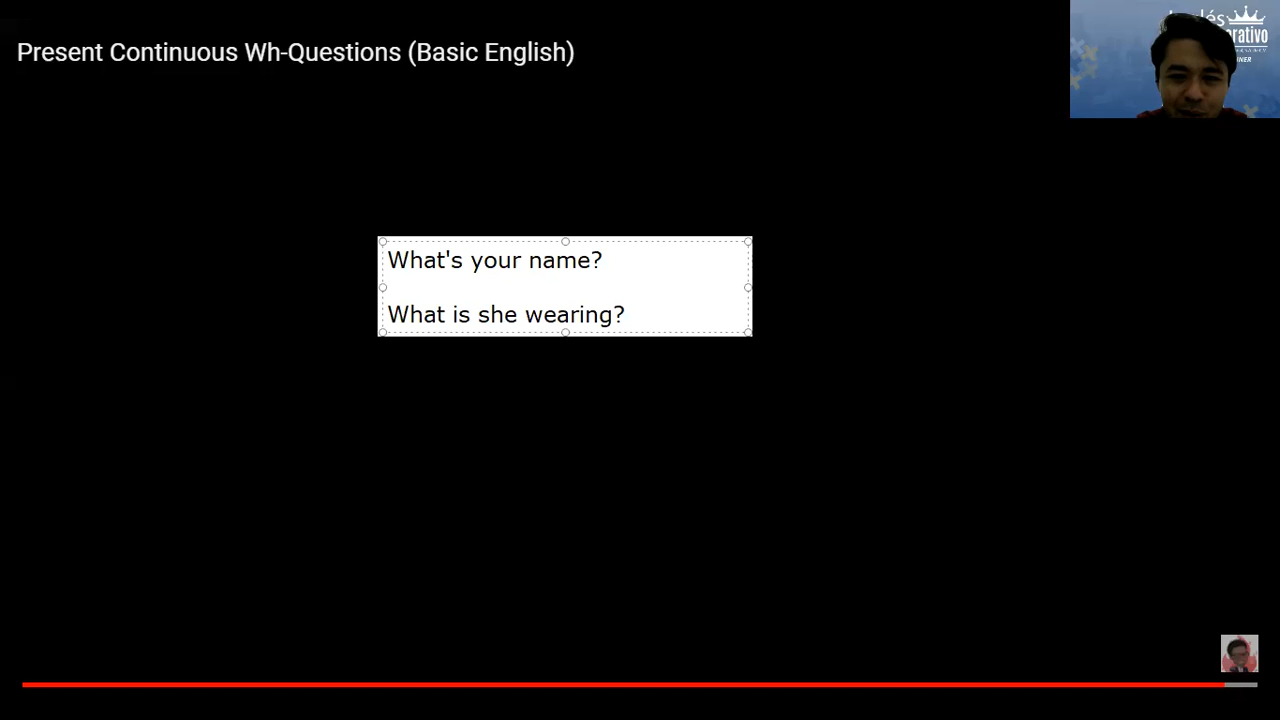 Present Continuous Wh-Questions (Basic English)
What's your name?
What is she wearing?